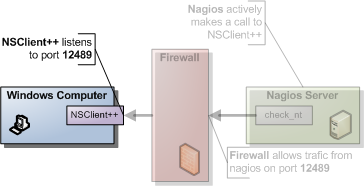 Nagios actively
makes a call to
NSClient++
NSClient++ listens
to port 12489
Firewall
Windows Computer
NSClient++
Nagios Server
check_nt
Firewall allows trafic from
nagios on port 12489